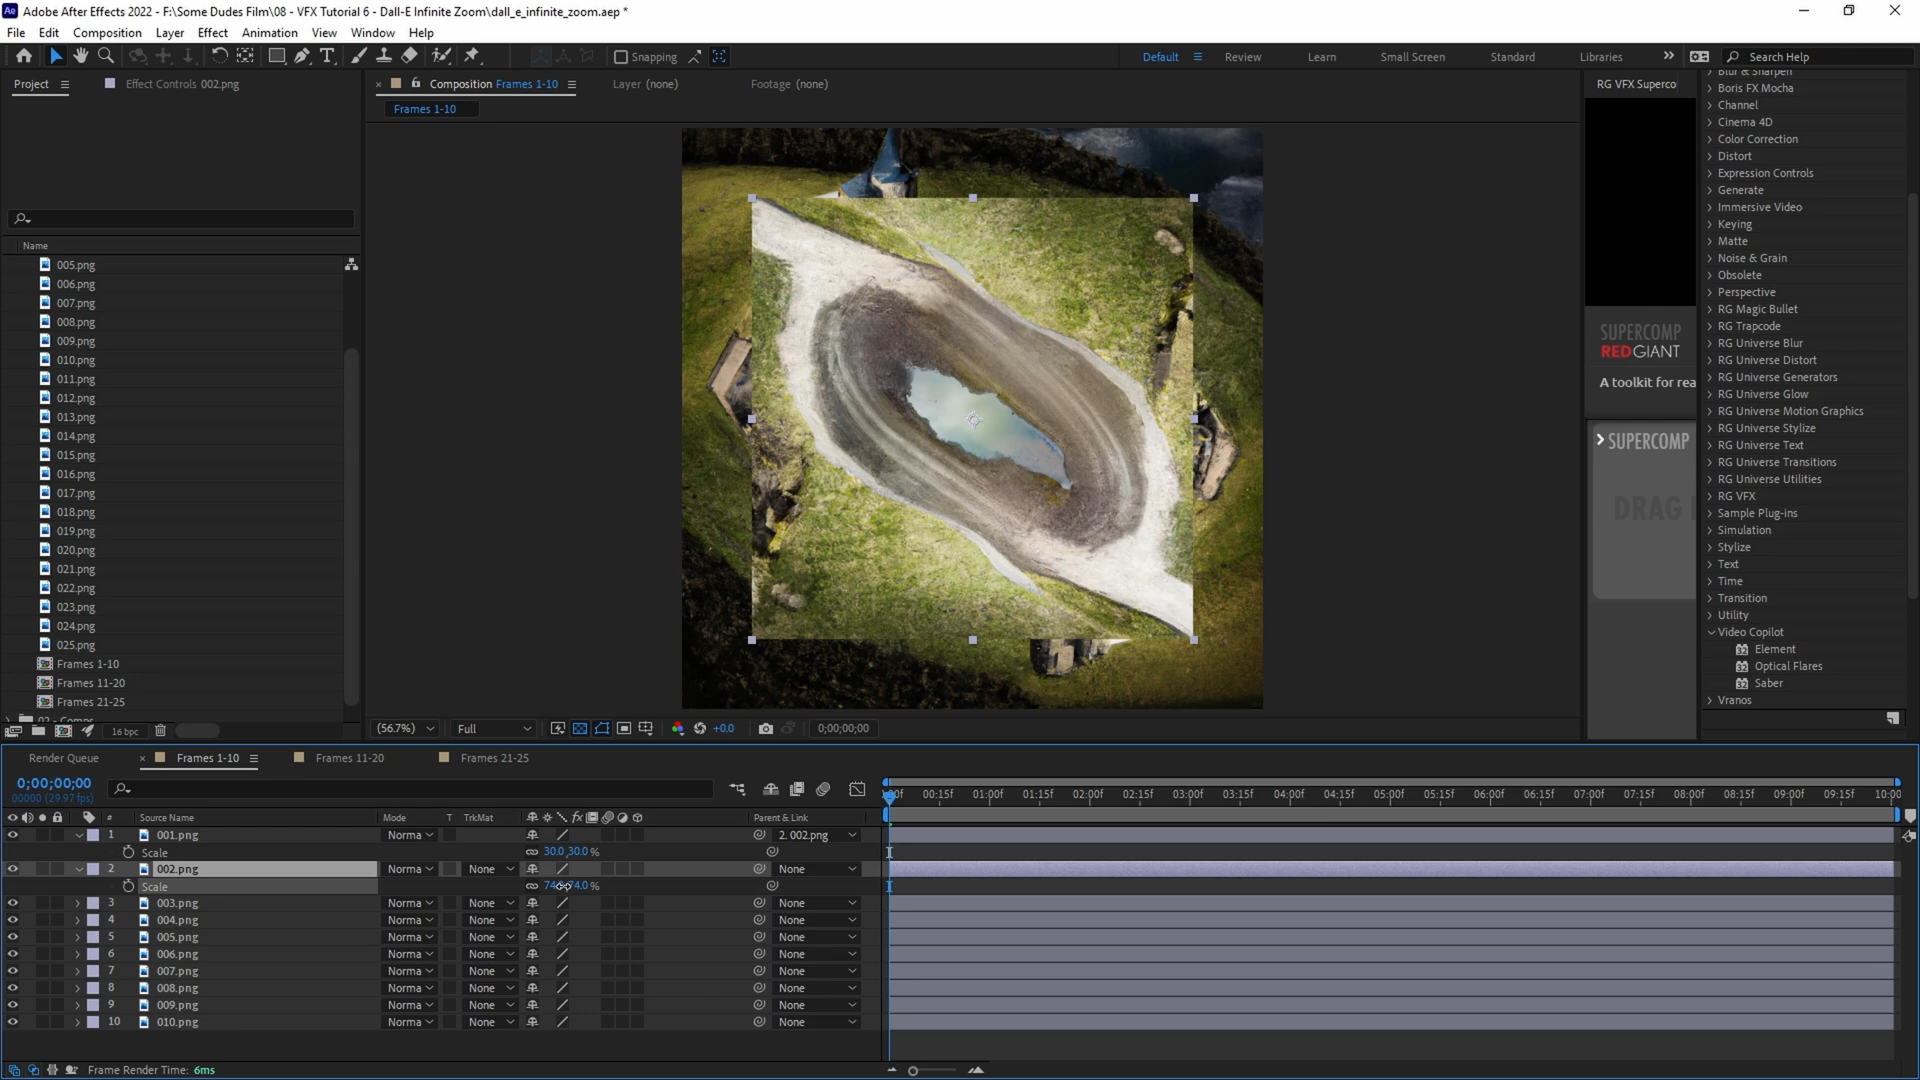 Ae Adobe After Effects 2022 - F:\Some Dudes Film\08 - VFX Tutorial 6 - Dall-E Infinite Zoom\dall_e_infinite_zoom.aep *
File Edit Composition Layer Effect Animation View Window Help
Snapping Default Review Learn Small Screen Standard Libraries Search Help
Project Effect Controls 002.png Composition Frames 1-10 Layer (none) Footage (none)
Frames 1-10
Name
005.png
006.png
007.png
008.png
009.png
010.png
011.png
012.png
013.png
014.png
015.png
016.png
017.png
018.png
019.png
020.png
021.png
022.png
023.png
024.png
025.png
Frames 1-10
Frames 11-20
Frames 21-25
02 - Comps
16 bpc
(56.7%) Full +0.0 0;00;00;00
RG VFX Superco
SUPERCOMP
REDGIANT
A toolkit for rea
SUPERCOMP
DRAG
Blur & Sharpen
Boris FX Mocha
Channel
Cinema 4D
Color Correction
Distort
Expression Controls
Generate
Immersive Video
Keying
Matte
Noise & Grain
Obsolete
Perspective
RG Magic Bullet
RG Trapcode
RG Universe Blur
RG Universe Distort
RG Universe Generators
RG Universe Glow
RG Universe Motion Graphics
RG Universe Stylize
RG Universe Text
RG Universe Transitions
RG Universe Utilities
RG VFX
Sample Plug-ins
Simulation
Stylize
Text
Time
Transition
Utility
Video Copilot
32 Element
32 Optical Flares
32 Saber
Vranos
Render Queue Frames 1-10 Frames 11-20 Frames 21-25
0;00;00;00
00000 (29.97 fps)
00f 00:15f 01:00f 01:15f 02:00f 02:15f 03:00f 03:15f 04:00f 04:15f 05:00f 05:15f 06:00f 06:15f 07:00f 07:15f 08:00f 08:15f 09:00f 09:15f 10:00
# Source Name Mode T TrkMat fx Parent & Link
1 001.png Norma 2. 002.png
Scale 30.0,30.0 %
2 002.png Norma None None
Scale 74.0 %
3 003.png Norma None None
4 004.png Norma None None
5 005.png Norma None None
6 006.png Norma None None
7 007.png Norma None None
8 008.png Norma None None
9 009.png Norma None None
10 010.png Norma None None
Frame Render Time: 6ms